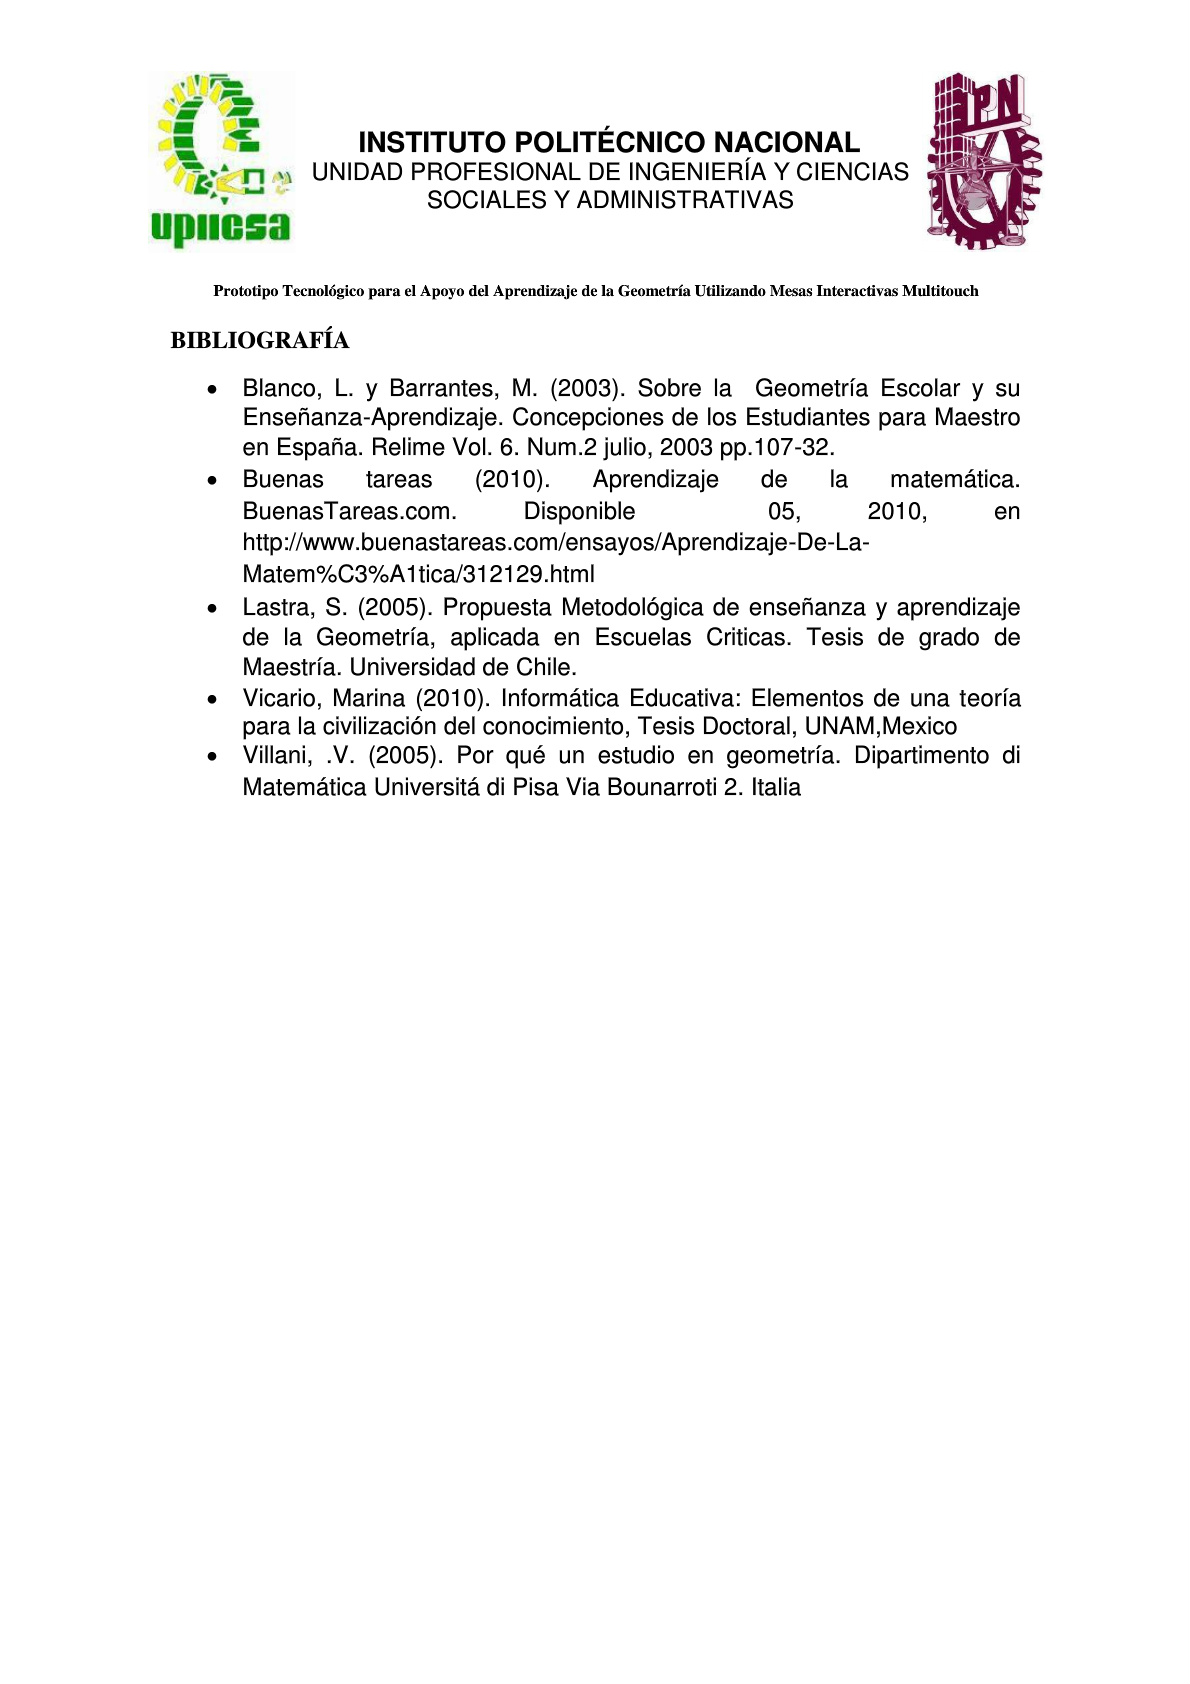 upiicsa
IPN
INSTITUTO POLITÉCNICO NACIONAL
UNIDAD PROFESIONAL DE INGENIERÍA Y CIENCIAS
SOCIALES Y ADMINISTRATIVAS
Prototipo Tecnológico para el Apoyo del Aprendizaje de la Geometría Utilizando Mesas Interactivas Multitouch
BIBLIOGRAFÍA
• Blanco, L. y Barrantes, M. (2003). Sobre la Geometría Escolar y su
Enseñanza-Aprendizaje. Concepciones de los Estudiantes para Maestro
en España. Relime Vol. 6. Num.2 julio, 2003 pp.107-32.
• Buenas tareas (2010). Aprendizaje de la matemática.
BuenasTareas.com. Disponible 05, 2010, en
http://www.buenastareas.com/ensayos/Aprendizaje-De-La-
Matem%C3%A1tica/312129.html
• Lastra, S. (2005). Propuesta Metodológica de enseñanza y aprendizaje
de la Geometría, aplicada en Escuelas Criticas. Tesis de grado de
Maestría. Universidad de Chile.
• Vicario, Marina (2010). Informática Educativa: Elementos de una teoría
para la civilización del conocimiento, Tesis Doctoral, UNAM,Mexico
• Villani, .V. (2005). Por qué un estudio en geometría. Dipartimento di
Matemática Universitá di Pisa Via Bounarroti 2. Italia